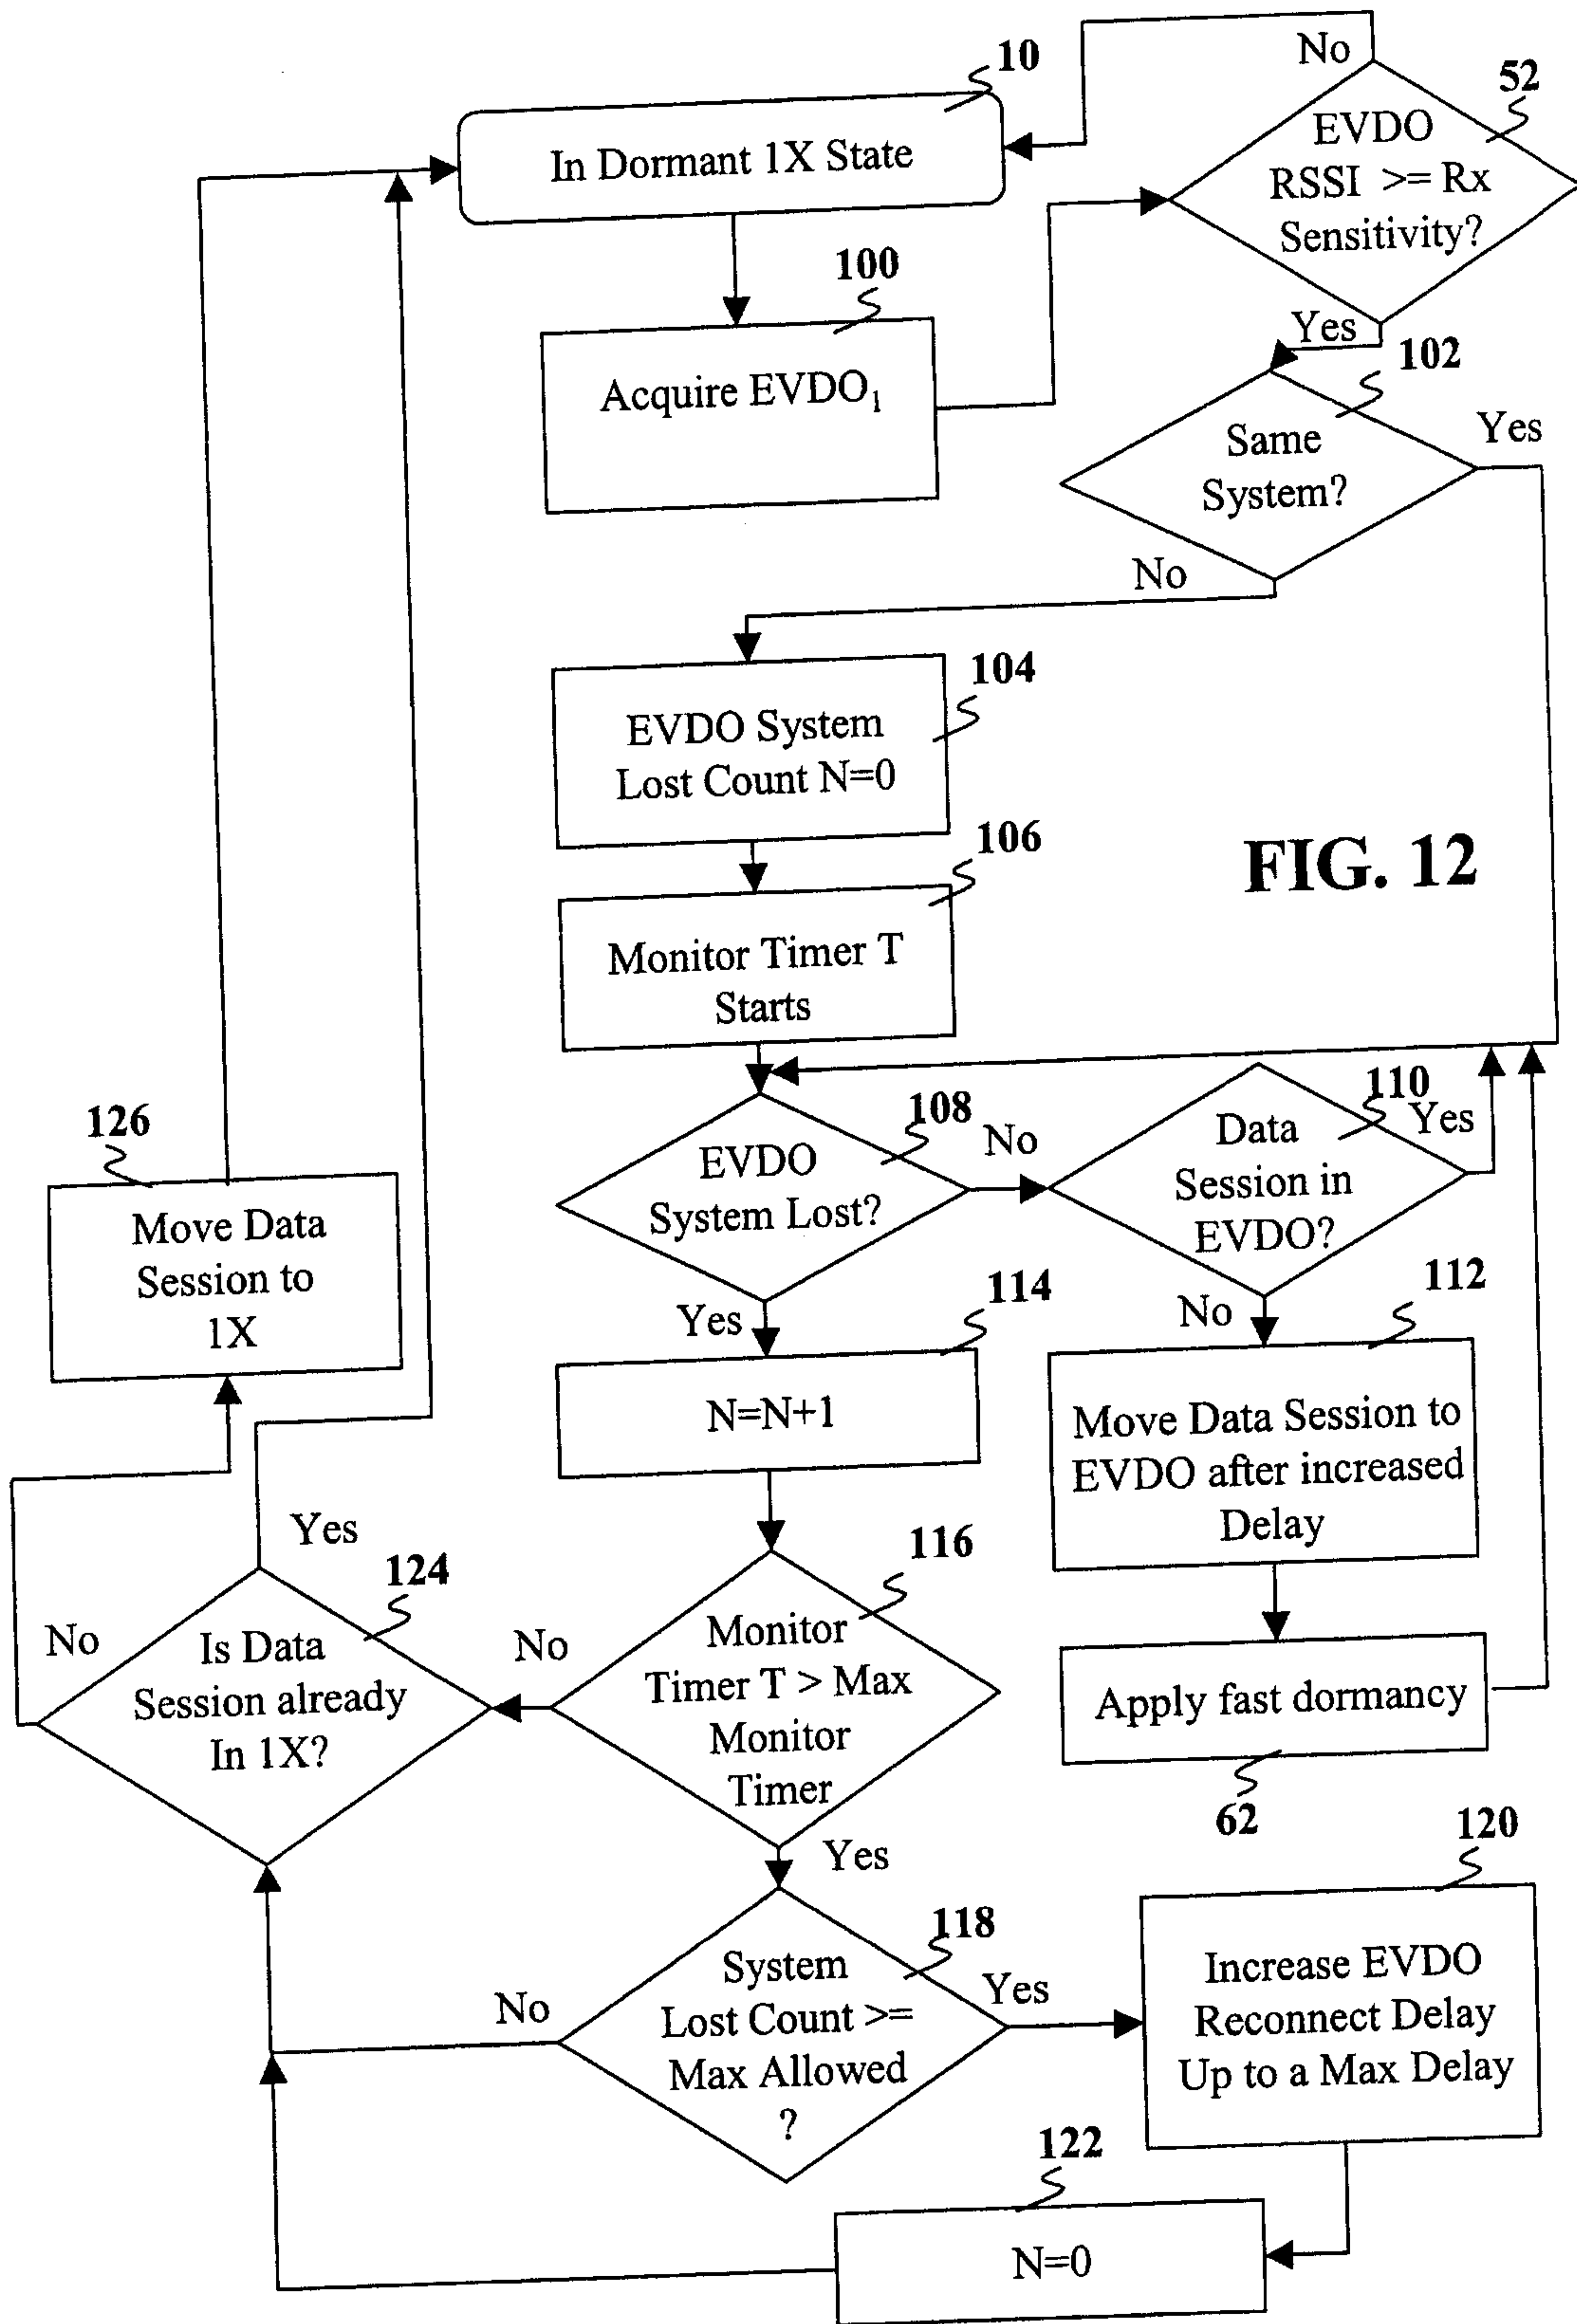 No
10
52
In Dormant 1X State
EVDO
RSSI >= Rx
Sensitivity?
100
Yes
102
Acquire EVDO1
Same
System?
Yes
No
104
EVDO System
Lost Count N=0
106
FIG. 12
Monitor Timer T
Starts
108
No
110
Yes
126
EVDO
System Lost?
Data
Session in
EVDO?
Move Data
Session to
1X
Yes
114
No
112
N=N+1
Move Data Session to
EVDO after increased
Delay
Yes
124
116
No
Is Data
Session already
In 1X?
No
Monitor
Timer T > Max
Monitor
Timer
Apply fast dormancy
62
Yes
120
118
System
Lost Count >=
Max Allowed
?
No
Yes
Increase EVDO
Reconnect Delay
Up to a Max Delay
122
N=0